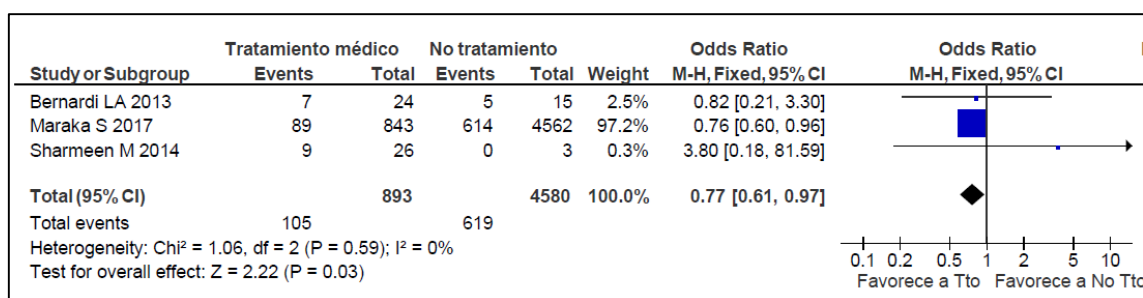 Tratamiento médico No tratamiento Odds Ratio Odds Ratio
Study or Subgroup Events Total Events Total Weight M-H, Fixed, 95% CI M-H, Fixed, 95% CI
Bernardi LA 2013 7 24 5 15 2.5% 0.82 [0.21, 3.30]
Maraka S 2017 89 843 614 4562 97.2% 0.76 [0.60, 0.96]
Sharmeen M 2014 9 26 0 3 0.3% 3.80 [0.18, 81.59]
Total (95% CI) 893 4580 100.0% 0.77 [0.61, 0.97]
Total events 105 619
Heterogeneity: Chi² = 1.06, df = 2 (P = 0.59); I² = 0%
Test for overall effect: Z = 2.22 (P = 0.03)
0.1 0.2 0.5 1 2 5 10
Favorece a Tto Favorece a No Tto